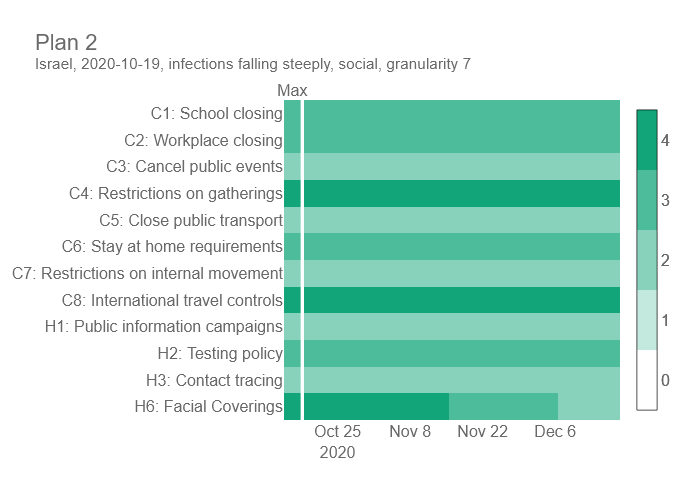 Plan 2
Israel, 2020-10-19, infections falling steeply, social, granularity 7
Max
C1: School closing
C2: Workplace closing
C3: Cancel public events
C4: Restrictions on gatherings
C5: Close public transport
C6: Stay at home requirements
C7: Restrictions on internal movement
C8: International travel controls
H1: Public information campaigns
H2: Testing policy
H3: Contact tracing
H6: Facial Coverings
Oct 25 Nov 8 Nov 22 Dec 6
2020
4
3
2
1
0